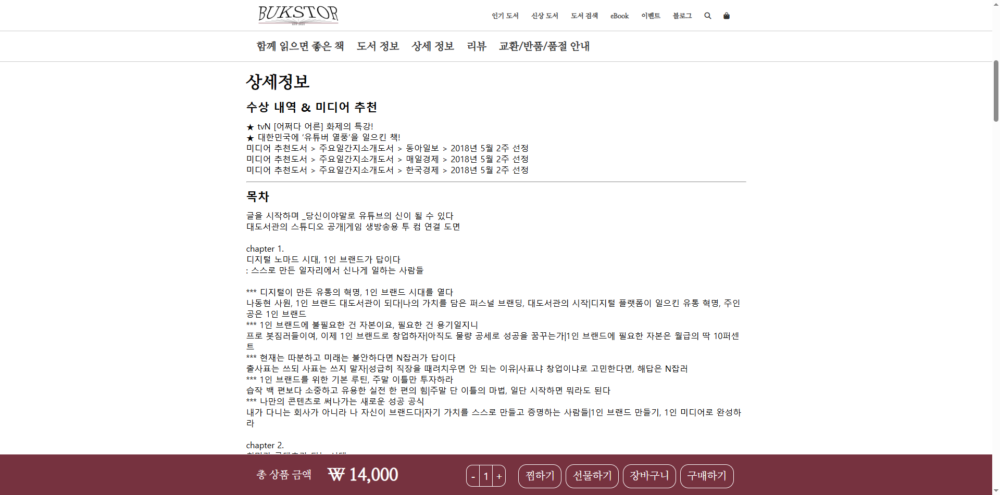 BUKSTOR
인기 도서 신상 도서 도서 검색 eBook 이벤트 블로그
함께 읽으면 좋은 책 도서 정보 상세 정보 리뷰 교환/반품/품절 안내
상세정보
수상 내역 & 미디어 추천
★ tvN [어쩌다 어른] 화제의 특강!
★ 대한민국에 ‘유튜버 열풍’을 일으킨 책!
미디어 추천도서 > 주요일간지소개도서 > 동아일보 > 2018년 5월 2주 선정
미디어 추천도서 > 주요일간지소개도서 > 매일경제 > 2018년 5월 2주 선정
미디어 추천도서 > 주요일간지소개도서 > 한국경제 > 2018년 5월 2주 선정
목차
글을 시작하며 _당신이야말로 유튜브의 신이 될 수 있다
대도서관의 스튜디오 공개|게임 생방송용 투 컴 연결 도면
chapter 1.
디지털 노마드 시대, 1인 브랜드가 답이다
: 스스로 만든 일자리에서 신나게 일하는 사람들
*** 디지털이 만든 유통의 혁명, 1인 브랜드 시대를 열다
나동현 사원, 1인 브랜드 대도서관이 되다|나의 가치를 담은 퍼스널 브랜딩, 대도서관의 시작|디지털 플랫폼이 일으킨 유통 혁명, 주인
공은 1인 브랜드
*** 1인 브랜드에 불필요한 건 자본이요, 필요한 건 용기일지니
프로 봇짐러들이여, 이제 1인 브랜드로 창업하자|아직도 물량 공세로 성공을 꿈꾸는가|1인 브랜드에 필요한 자본은 월급의 딱 10퍼센
트
*** 현재는 따분하고 미래는 불안하다면 N잡러가 답이다
출사표는 쓰되 사표는 쓰지 말자|성급히 직장을 때려치우면 안 되는 이유|사표냐 창업이냐로 고민한다면, 해답은 N잡러
*** 1인 브랜드를 위한 기본 루틴, 주말 이틀만 투자하라
습작 백 편보다 소중하고 유용한 실전 한 편의 힘|주말 단 이틀의 마법, 일단 시작하면 뭐라도 된다
*** 나만의 콘텐츠로 써나가는 새로운 성공 공식
내가 다니는 회사가 아니라 나 자신이 브랜드다|자기 가치를 스스로 만들고 증명하는 사람들|1인 브랜드 만들기, 1인 미디어로 완성하
라
chapter 2.
총 상품 금액 ₩ 14,000 - 1 + 찜하기 선물하기 장바구니 구매하기